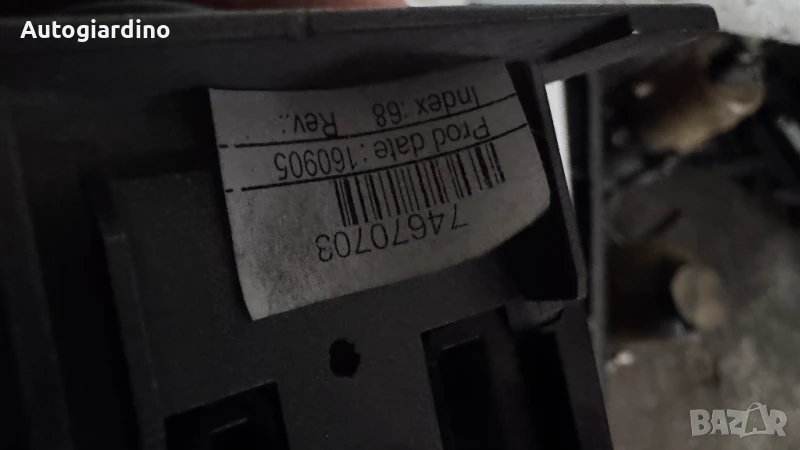 Autogiardino
74670703
Prod date : 160905
Index :68 Rev.:
BAZAR